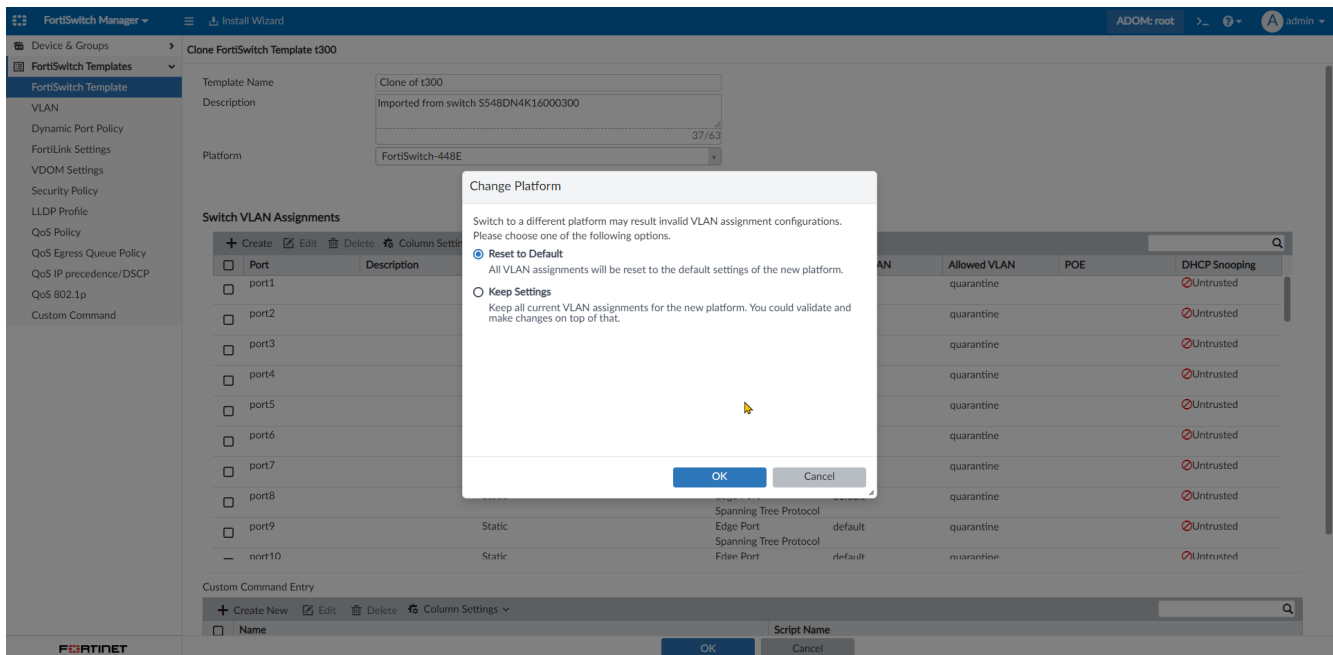 FortiSwitch Manager
Install Wizard
ADOM: root
>_
?
A admin
Device & Groups
FortiSwitch Templates
FortiSwitch Template
VLAN
Dynamic Port Policy
FortiLink Settings
VDOM Settings
Security Policy
LLDP Profile
QoS Policy
QoS Egress Queue Policy
QoS IP precedence/DSCP
QoS 802.1p
Custom Command
FORTINET
Clone FortiSwitch Template t300
Template Name Clone of t300
Description Imported from switch S548DN4K16000300
37/63
Platform FortiSwitch-448E
Switch VLAN Assignments
+ Create Edit Delete Column Settin
Port Description AN Allowed VLAN POE DHCP Snooping
port1 quarantine Untrusted
port2 quarantine Untrusted
port3 quarantine Untrusted
port4 quarantine Untrusted
port5 quarantine Untrusted
port6 quarantine Untrusted
port7 quarantine Untrusted
port8 quarantine Untrusted
Spanning Tree Protocol
port9 Static Edge Port default quarantine Untrusted
Spanning Tree Protocol
port10 Static Edge Port default quarantine Untrusted
Change Platform
Switch to a different platform may result invalid VLAN assignment configurations.
Please choose one of the following options.
Reset to Default
All VLAN assignments will be reset to the default settings of the new platform.
Keep Settings
Keep all current VLAN assignments for the new platform. You could validate and
make changes on top of that.
OK Cancel
Custom Command Entry
+ Create New Edit Delete Column Settings
Name Script Name
OK Cancel